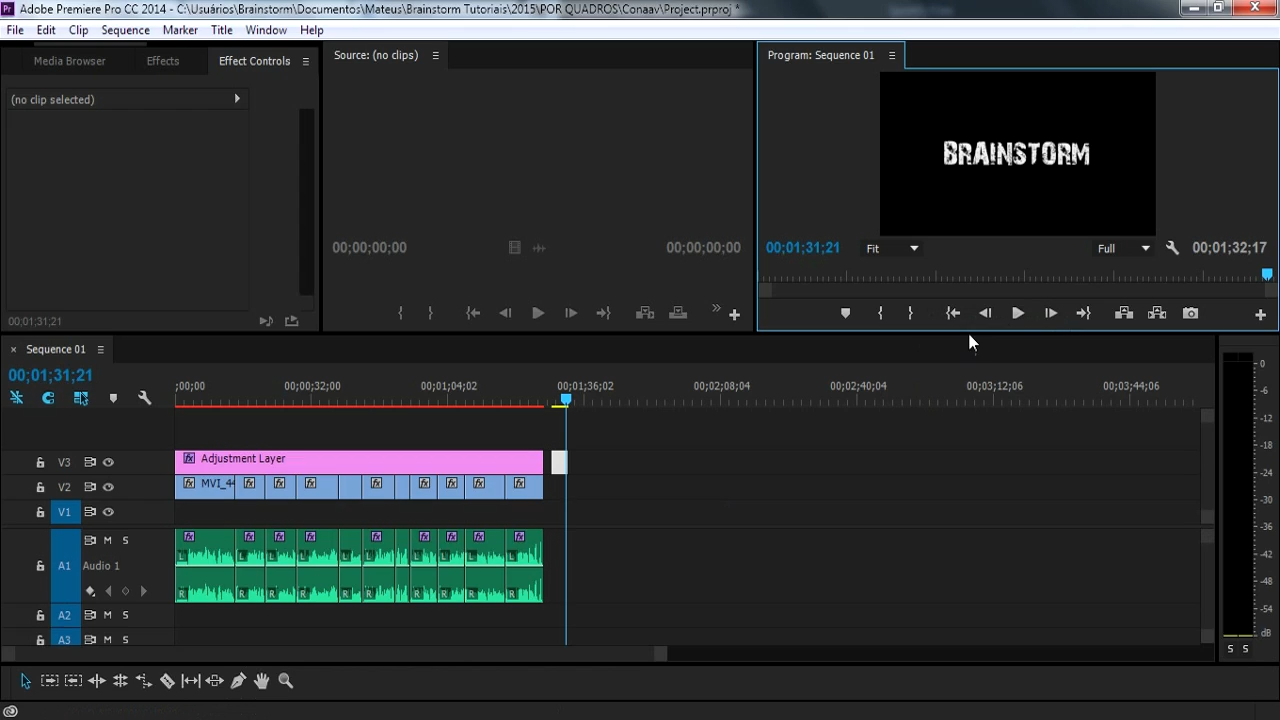 Adobe Premiere Pro CC 2014 - C:\Usuários\Brainstorm\Documentos\Mateus\Brainstorm Tutoriais\2015\POR QUADROS\Conaav\Project.prproj *
File Edit Clip Sequence Marker Title Window Help
Media Browser Effects Effect Controls
Source: (no clips)
Program: Sequence 01
(no clip selected)
BRAINSTORM
00;00;00;00 00;00;00;00
00;01;31;21 Fit Full 00;01;32;17
00;01;31;21
Sequence 01
00;01;31;21
;00;00 00;00;32;00 00;01;04;02 00;01;36;02 00;02;08;04 00;02;40;04 00;03;12;06 00;03;44;06
V3 Adjustment Layer
V2 MVI_44
V1
A1 M S
Audio 1
A2 M S
A3 M S
L L L L L L L L L
R R R R R R R R R
0
-6
-12
-18
-24
-30
-36
-42
-48
-54
dB
S S